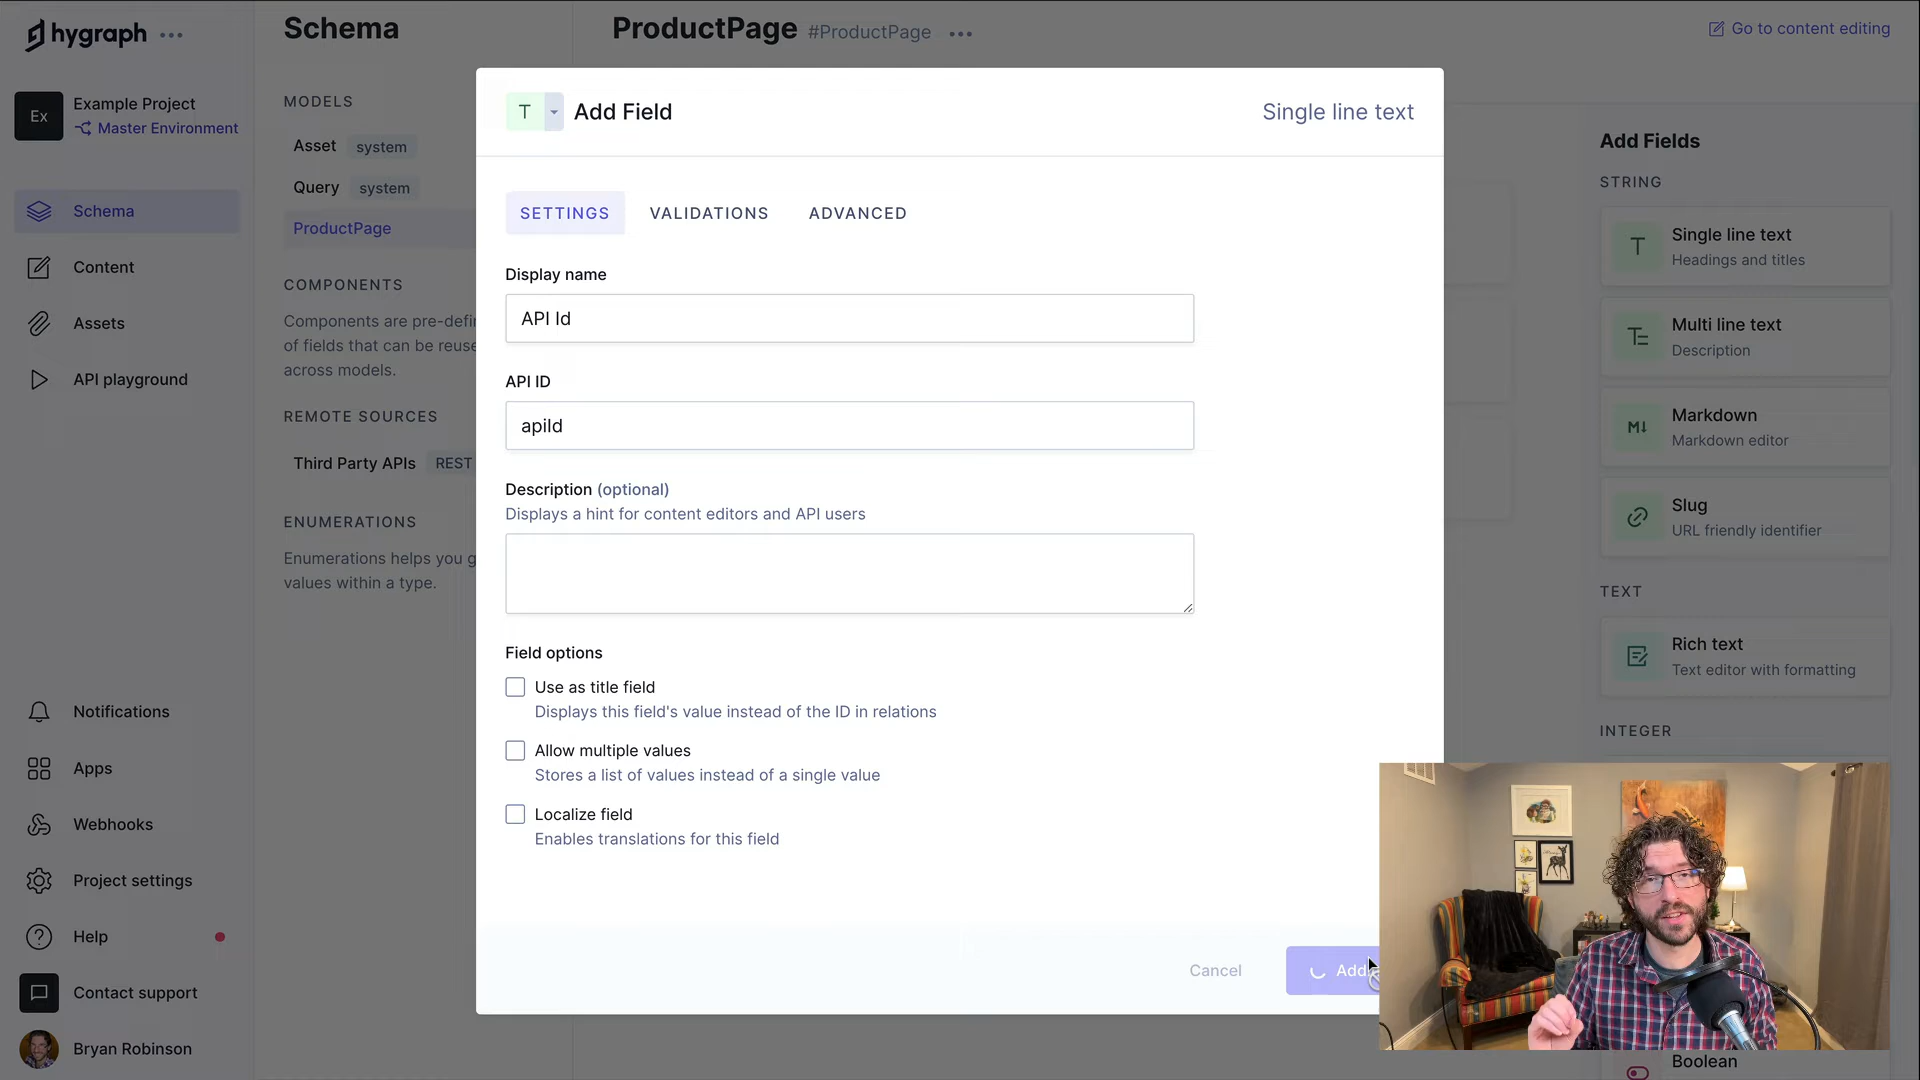 hygraph
Ex
Example Project
Master Environment
Schema
Content
Assets
API playground
Notifications
Apps
Webhooks
Project settings
Help
Contact support
Bryan Robinson
Schema
MODELS
Asset system
Query system
ProductPage
COMPONENTS
Components are pre-defi
of fields that can be reuse
across models.
REMOTE SOURCES
Third Party APIs REST
ENUMERATIONS
Enumerations helps you g
values within a type.
ProductPage #ProductPage
Go to content editing
T Add Field
Single line text
SETTINGS VALIDATIONS ADVANCED
Display name
API Id
API ID
apiId
Description (optional)
Displays a hint for content editors and API users
Field options
Use as title field
Displays this field's value instead of the ID in relations
Allow multiple values
Stores a list of values instead of a single value
Localize field
Enables translations for this field
Cancel
Add
Add Fields
STRING
T
Single line text
Headings and titles
Multi line text
Description
M↓
Markdown
Markdown editor
Slug
URL friendly identifier
TEXT
Rich text
Text editor with formatting
INTEGER
Boolean